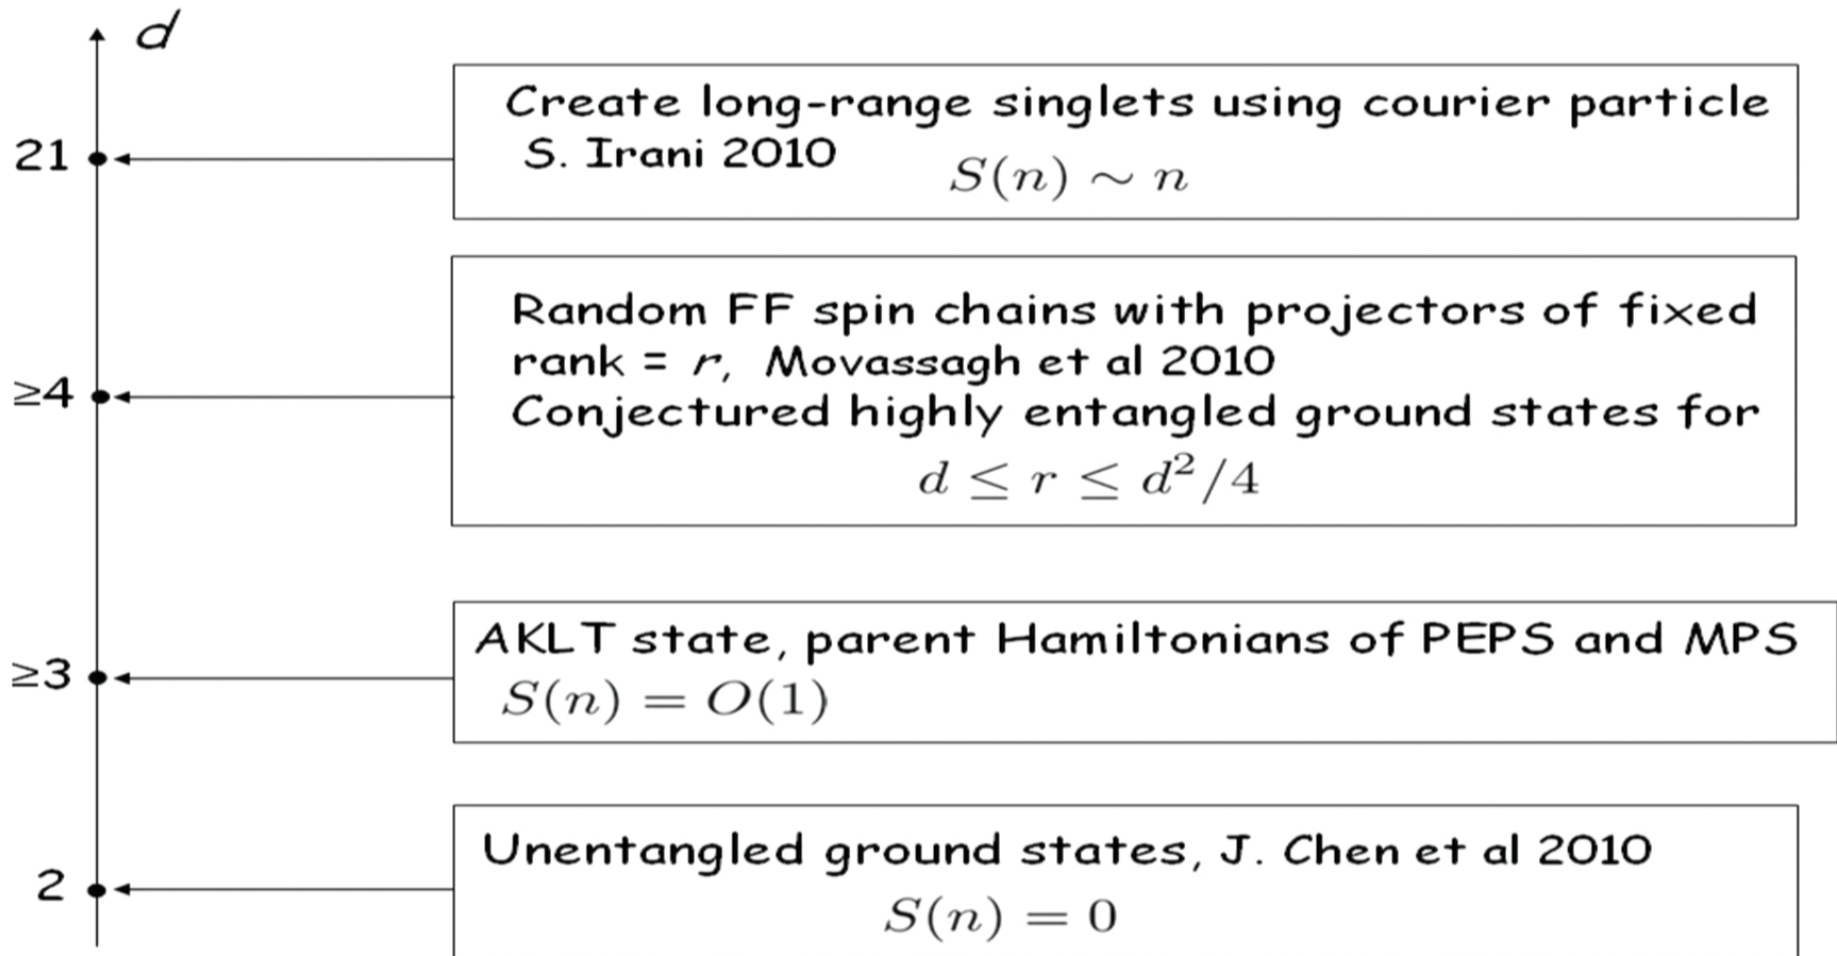 d
21
Create long-range singlets using courier particle
S. Irani 2010
S(n) ∼ n
≥4
Random FF spin chains with projectors of fixed
rank = r, Movassagh et al 2010
Conjectured highly entangled ground states for
d ≤ r ≤ d²/4
≥3
AKLT state, parent Hamiltonians of PEPS and MPS
S(n) = O(1)
2
Unentangled ground states, J. Chen et al 2010
S(n) = 0